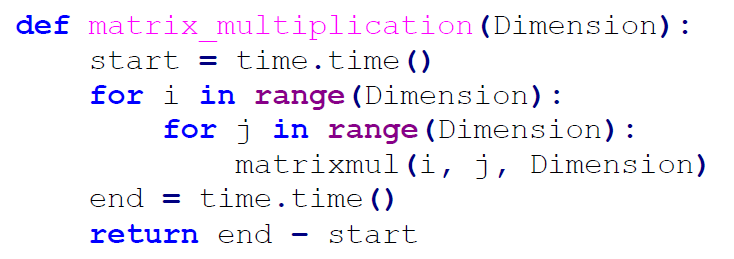 def matrix_multiplication(Dimension):
    start = time.time()
    for i in range(Dimension):
        for j in range(Dimension):
            matrixmul(i, j, Dimension)
    end = time.time()
    return end - start